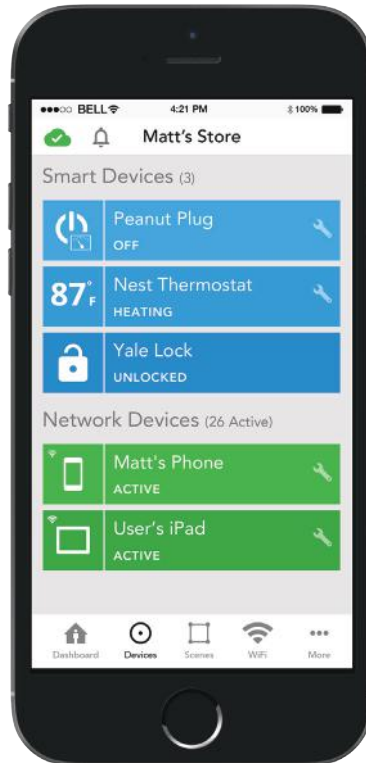 BELL 4:21 PM 100%
Matt's Store
Smart Devices (3)
Peanut Plug
OFF
87°F Nest Thermostat
HEATING
Yale Lock
UNLOCKED
Network Devices (26 Active)
Matt's Phone
ACTIVE
User's iPad
ACTIVE
Dashboard Devices Scenes WiFi More